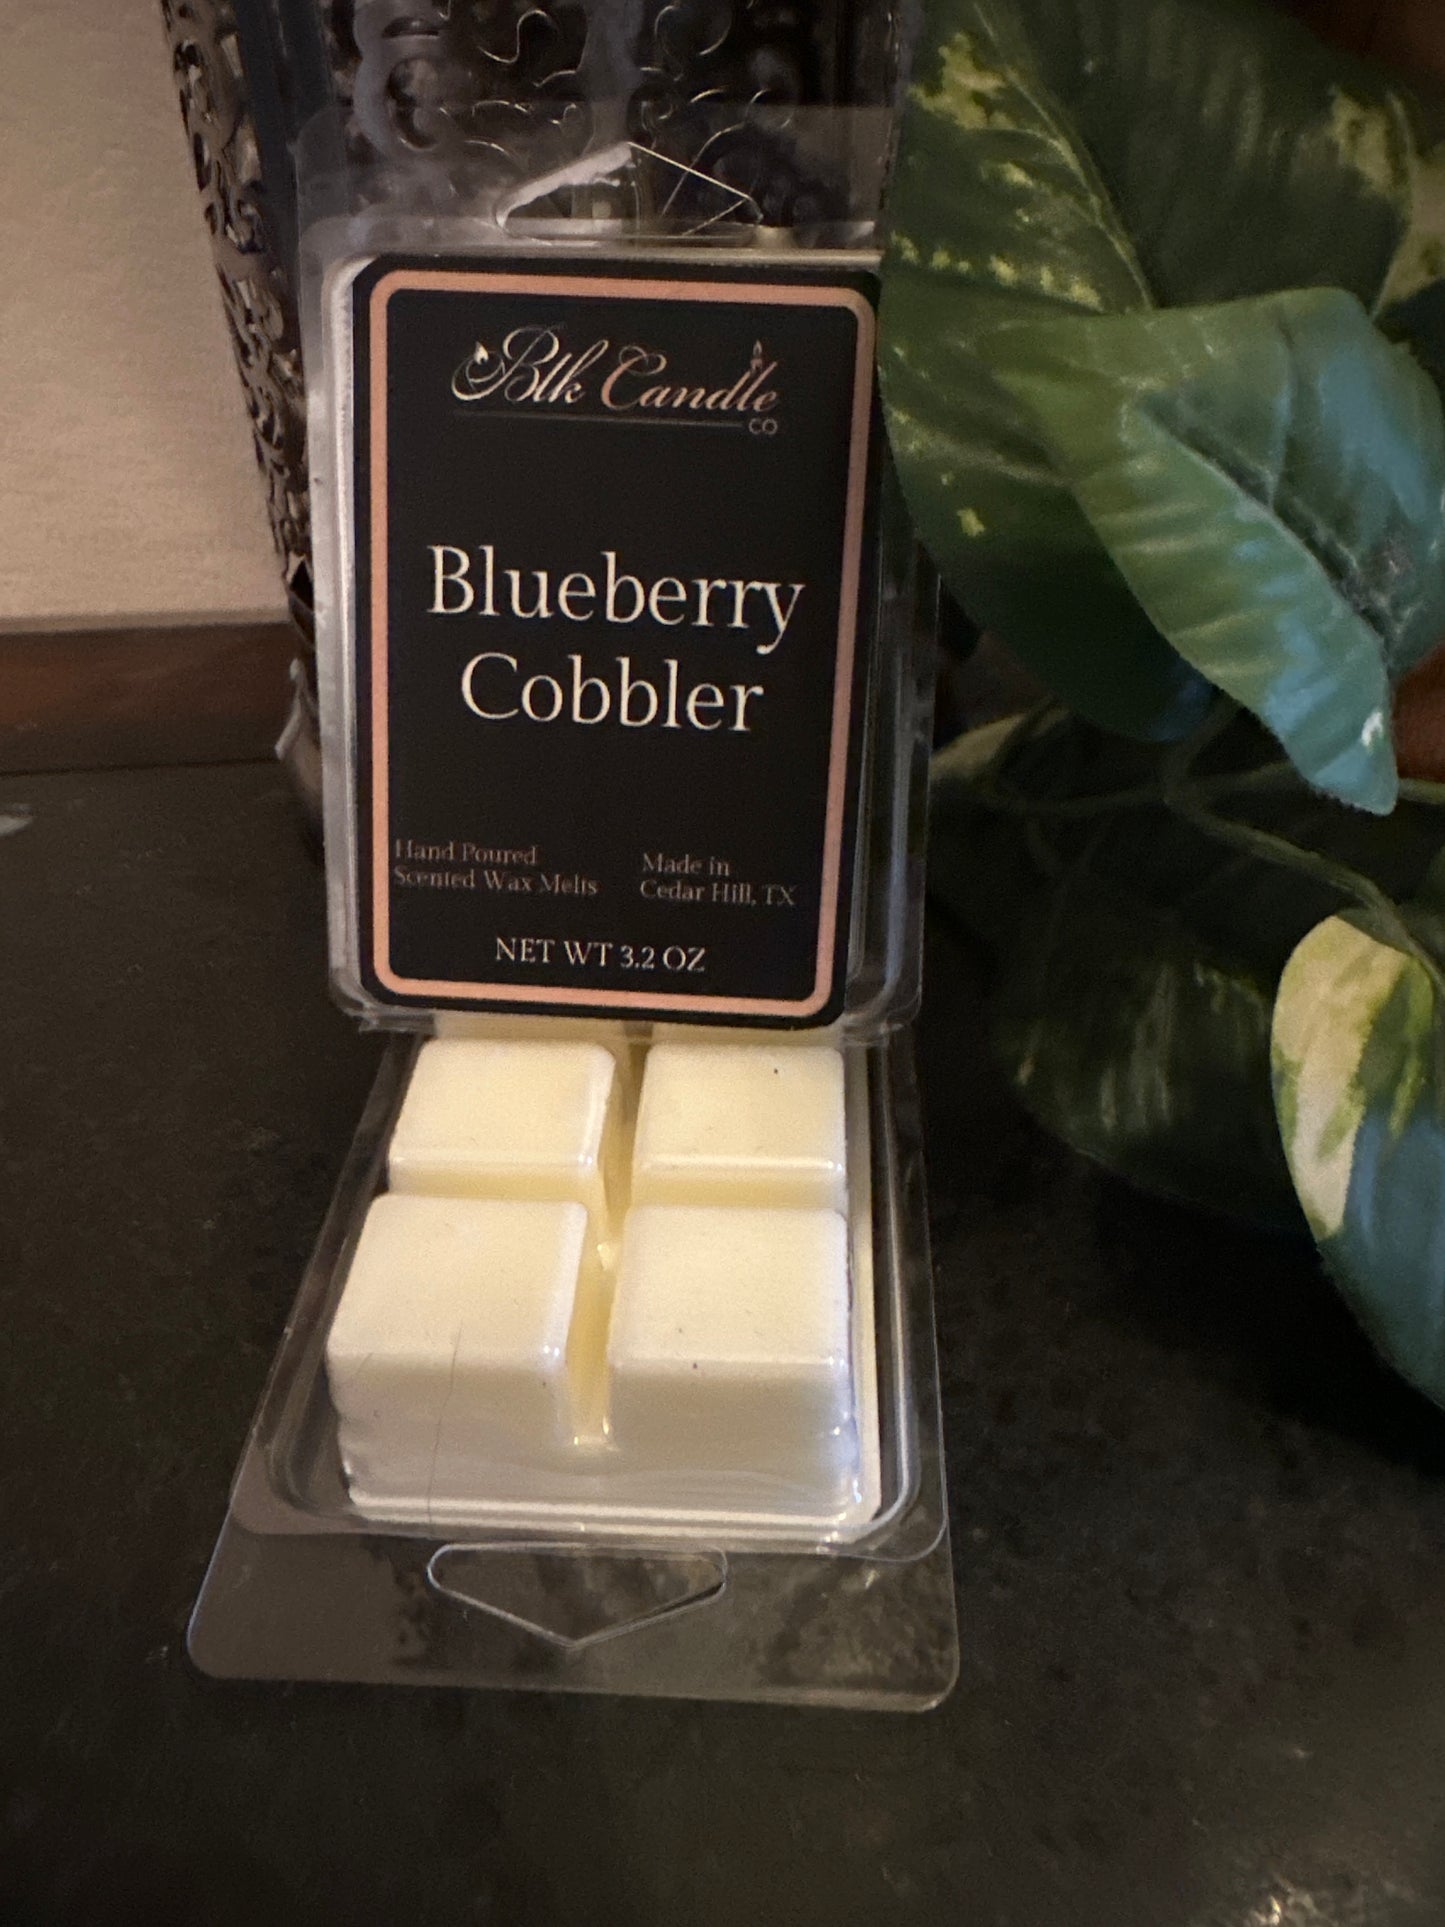 Blk Candle
CO
Blueberry
Cobbler
Hand Poured
Scented Wax Melts
Made in
Cedar Hill, TX
NET WT 3.2 OZ